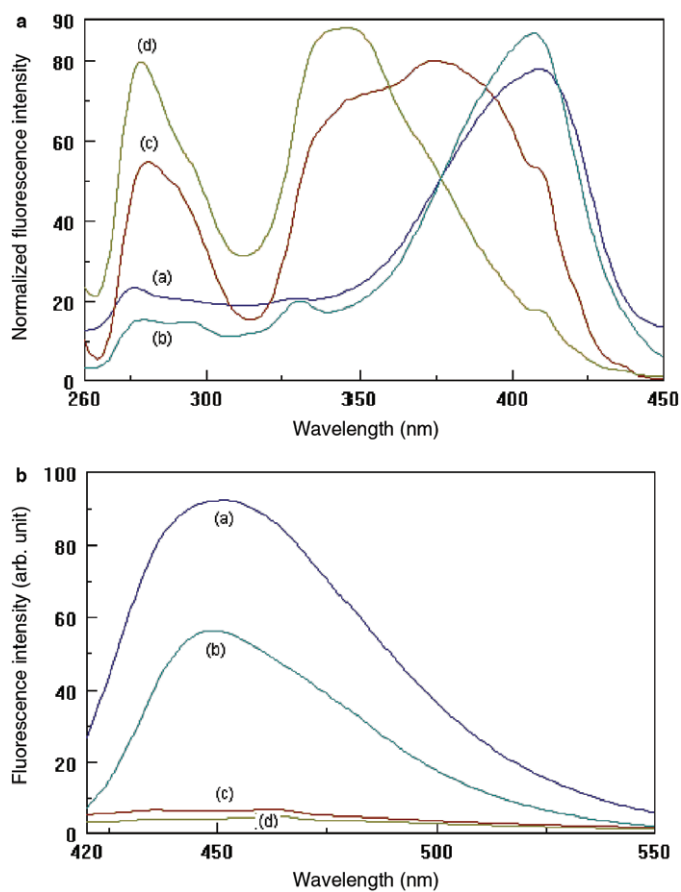 a
90
80
60
40
20
0
Normalized fluorescence intensity
(d)
(c)
(a)
(b)
260 300 350 400 450
Wavelength (nm)
b
100
80
60
40
20
0
Fluorescence intensity (arb. unit)
(a)
(b)
(c)
(d)
420 450 500 550
Wavelength (nm)